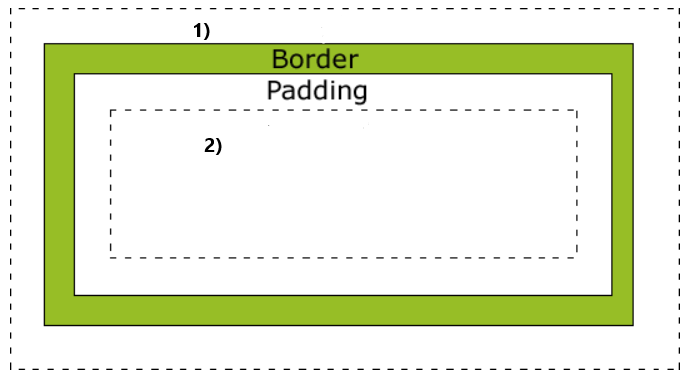 1)
Border
Padding
2)